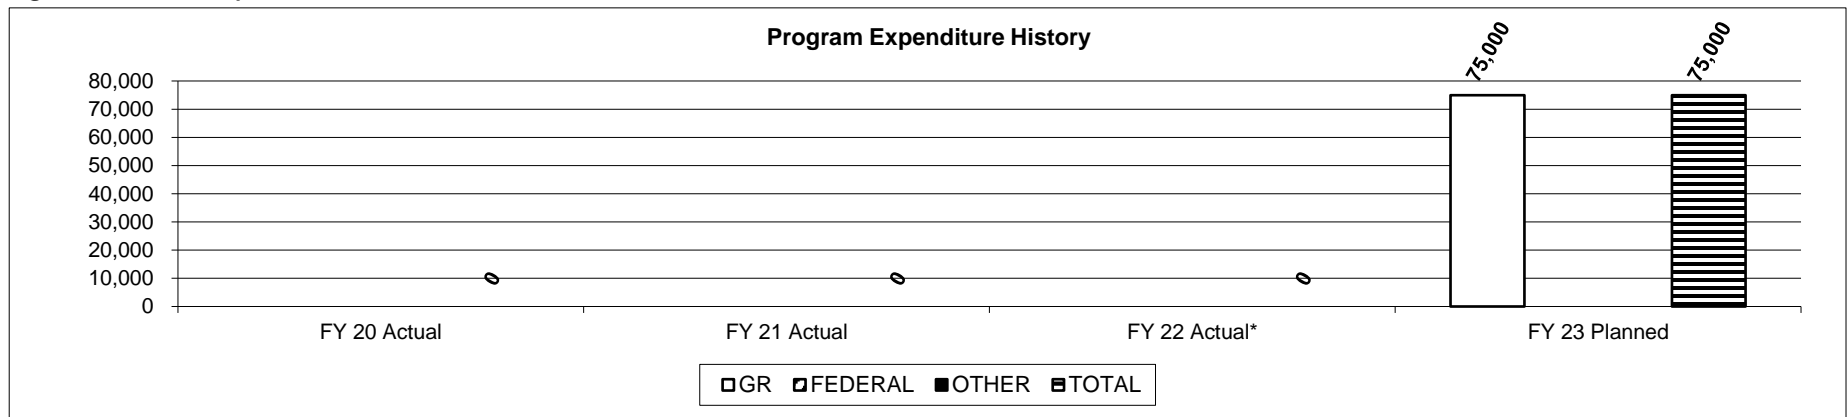 Program Expenditure History
75,000
75,000
80,000
70,000
60,000
50,000
40,000
30,000
20,000
10,000
0
0
0
0
FY 20 Actual
FY 21 Actual
FY 22 Actual*
FY 23 Planned
GR FEDERAL OTHER TOTAL